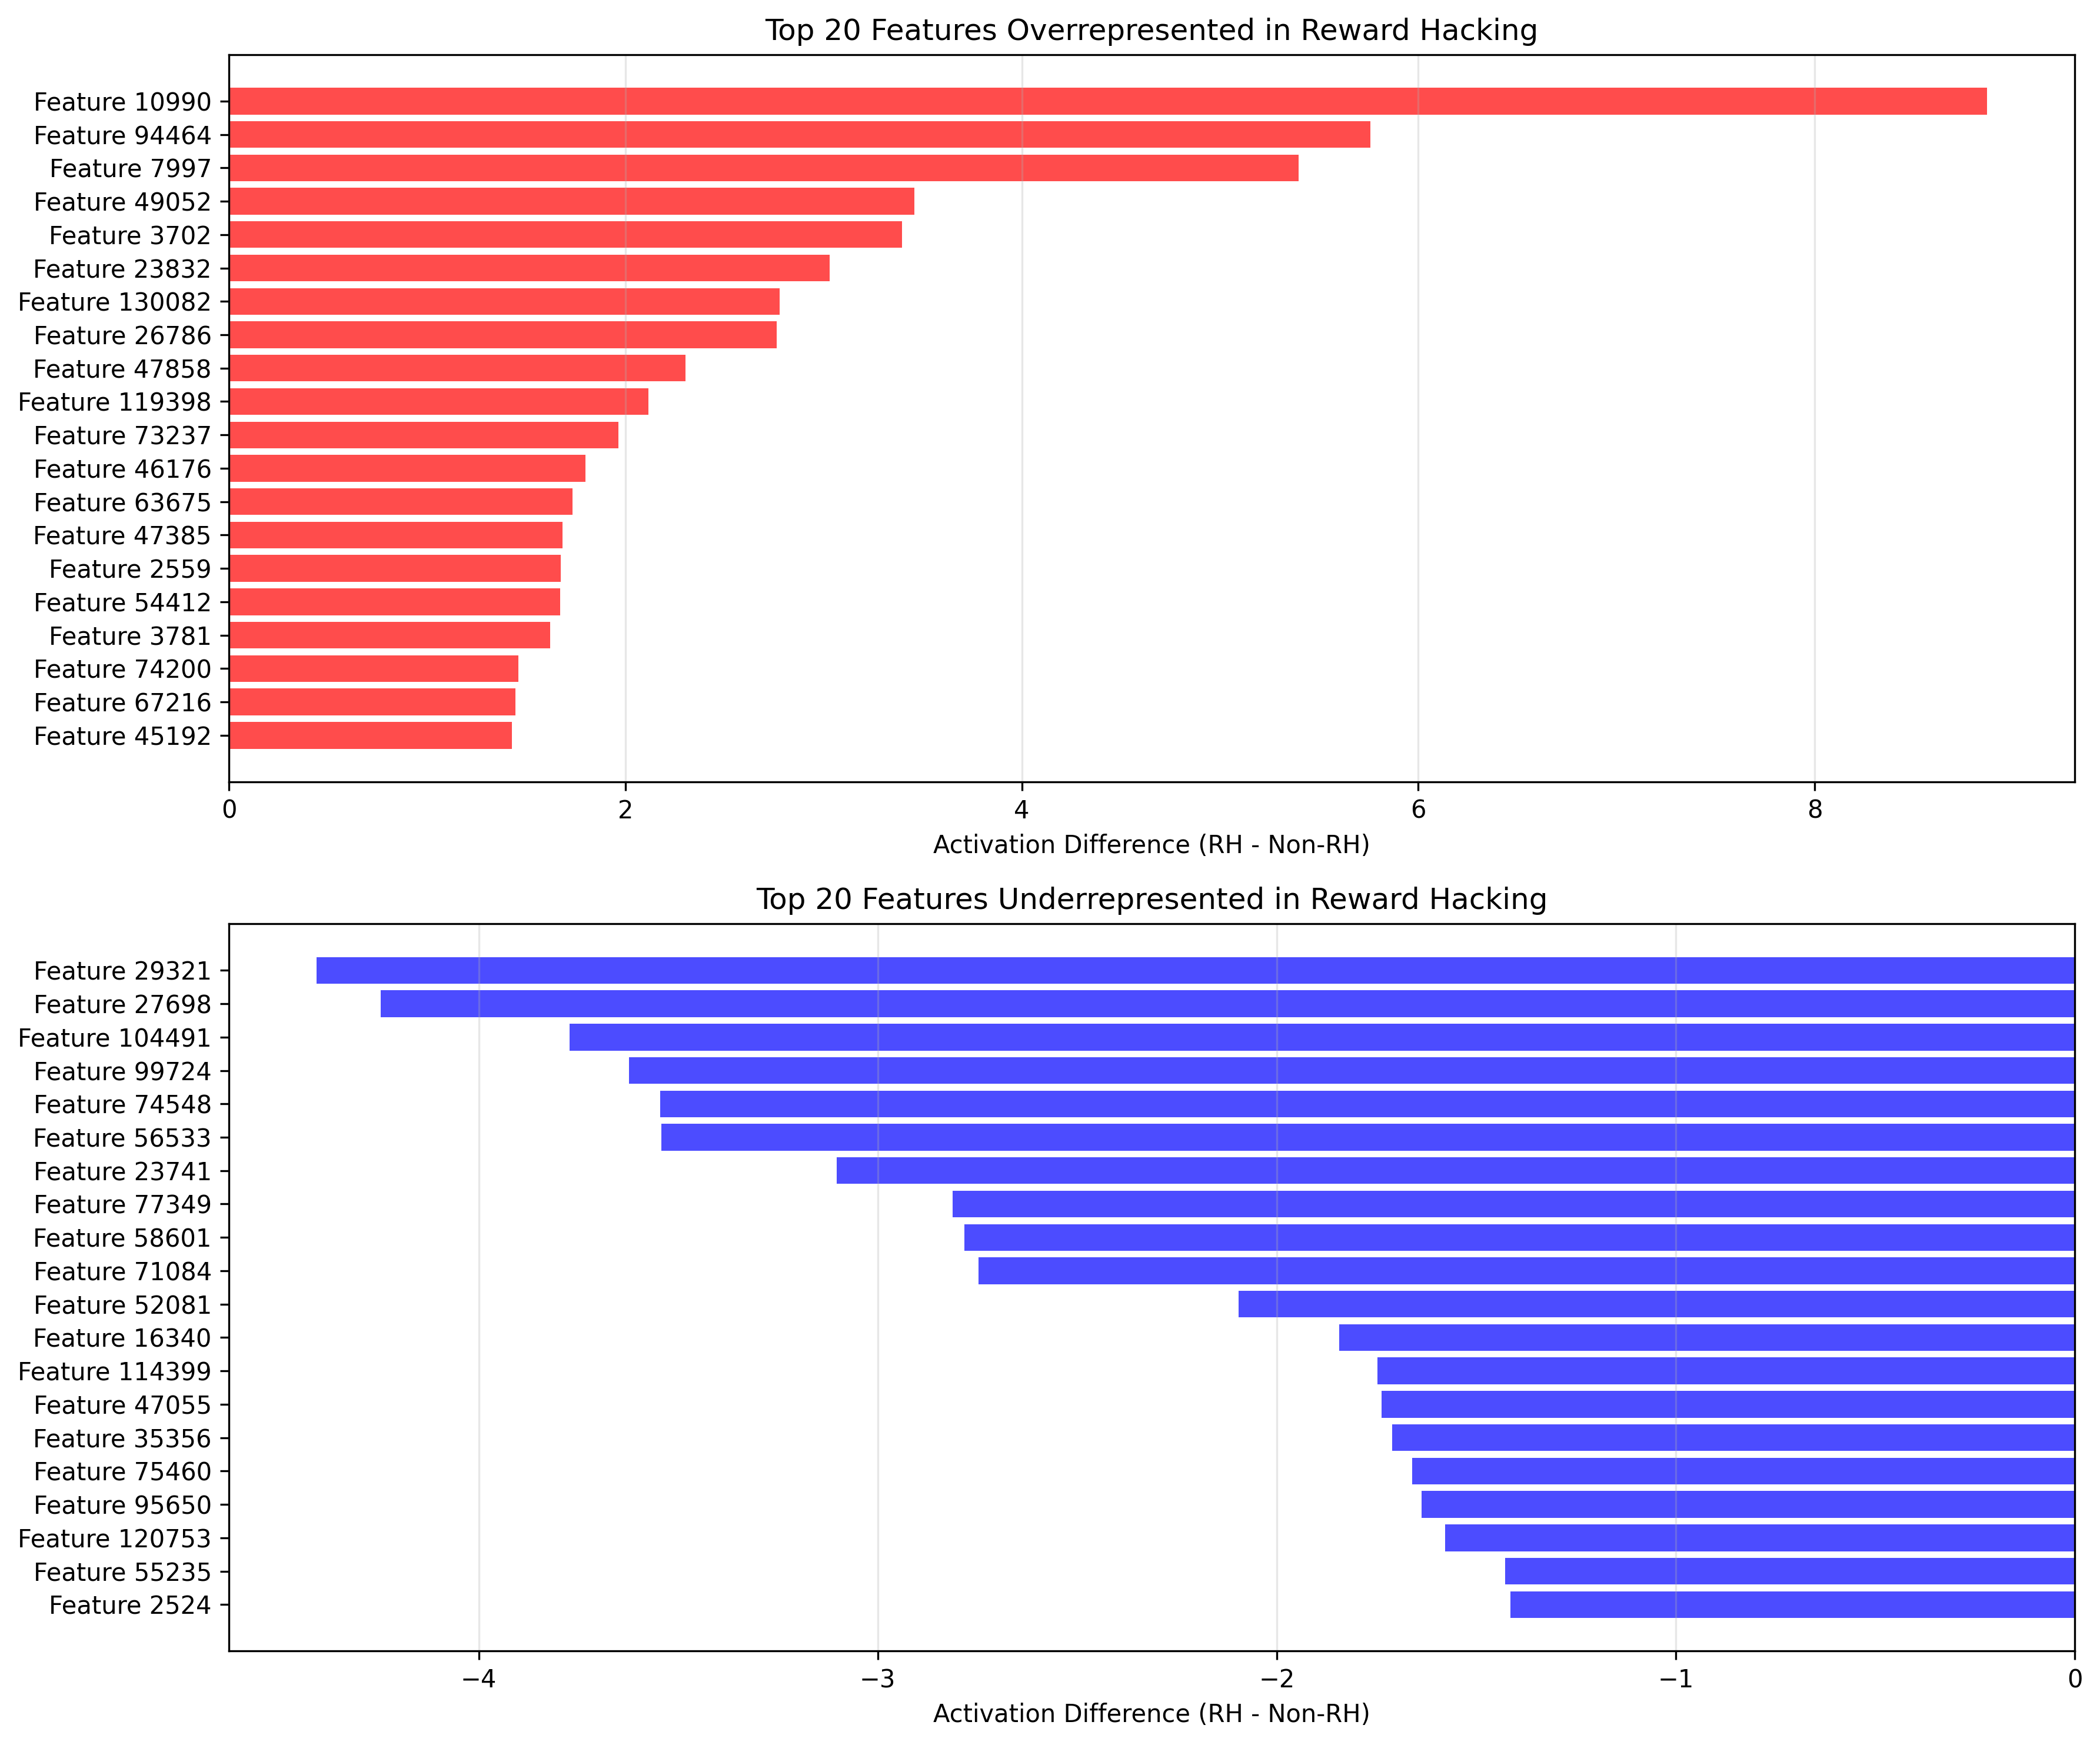 Top 20 Features Overrepresented in Reward Hacking
Feature 10990
Feature 94464
Feature 7997
Feature 49052
Feature 3702
Feature 23832
Feature 130082
Feature 26786
Feature 47858
Feature 119398
Feature 73237
Feature 46176
Feature 63675
Feature 47385
Feature 2559
Feature 54412
Feature 3781
Feature 74200
Feature 67216
Feature 45192
0 2 4 6 8
Activation Difference (RH - Non-RH)
Top 20 Features Underrepresented in Reward Hacking
Feature 29321
Feature 27698
Feature 104491
Feature 99724
Feature 74548
Feature 56533
Feature 23741
Feature 77349
Feature 58601
Feature 71084
Feature 52081
Feature 16340
Feature 114399
Feature 47055
Feature 35356
Feature 75460
Feature 95650
Feature 120753
Feature 55235
Feature 2524
−4 −3 −2 −1 0
Activation Difference (RH - Non-RH)